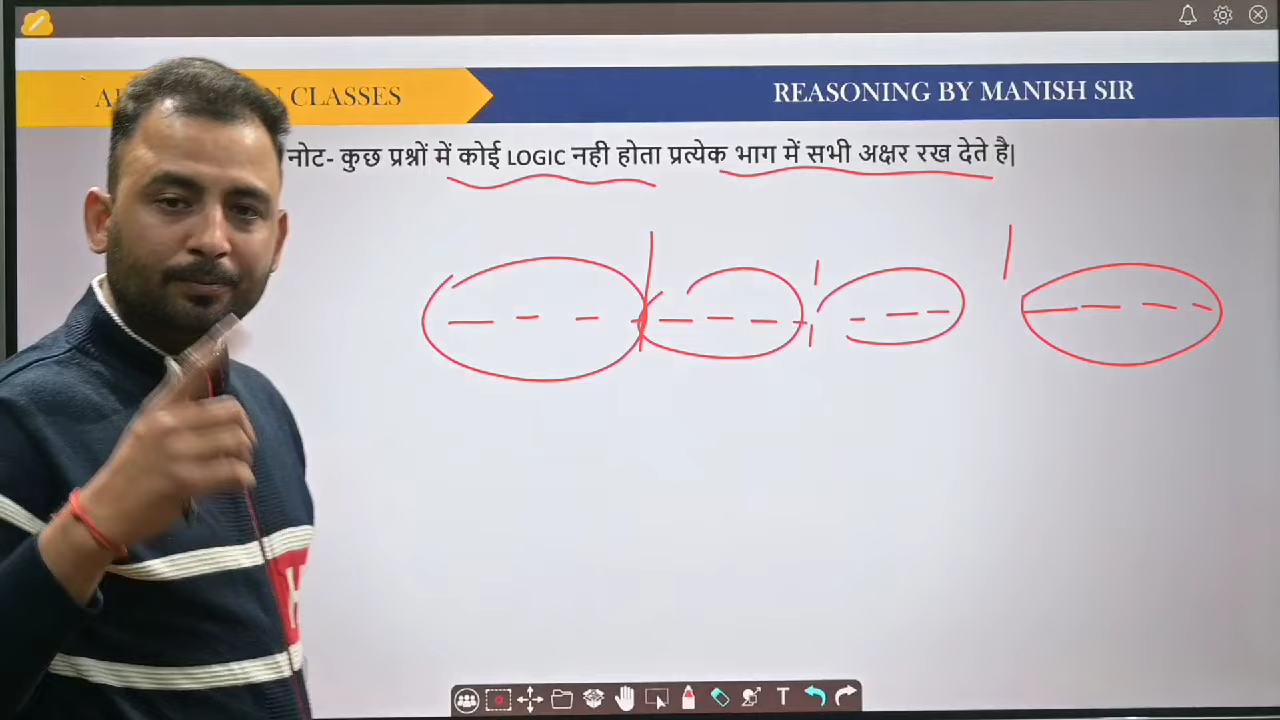 CLASSES
REASONING BY MANISH SIR
नोट- कुछ प्रश्नों में कोई LOGIC नही होता प्रत्येक भाग में सभी अक्षर रख देते है|
T